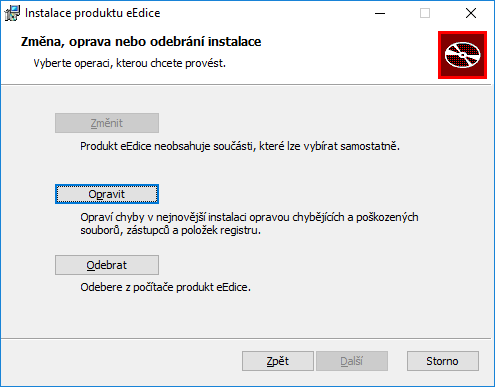 Instalace produktu eEdice
Změna, oprava nebo odebrání instalace
Vyberte operaci, kterou chcete provést.
Změnit
Produkt eEdice neobsahuje součásti, které lze vybírat samostatně.
Opravit
Opraví chyby v nejnovější instalaci opravou chybějících a poškozených
souborů, zástupců a položek registru.
Odebrat
Odebere z počítače produkt eEdice.
Zpět
Další
Storno